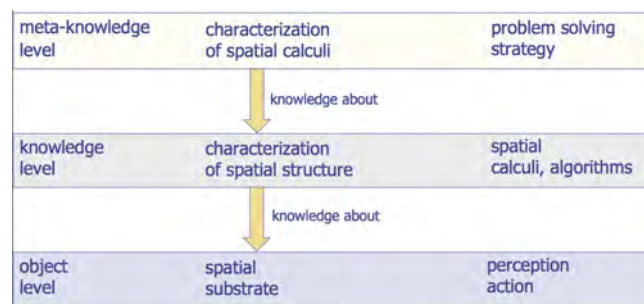 meta-knowledge characterization problem solving
level of spatial calculi strategy
knowledge about
knowledge characterization spatial
level of spatial structure calculi, algorithms
knowledge about
object spatial perception
level substrate action